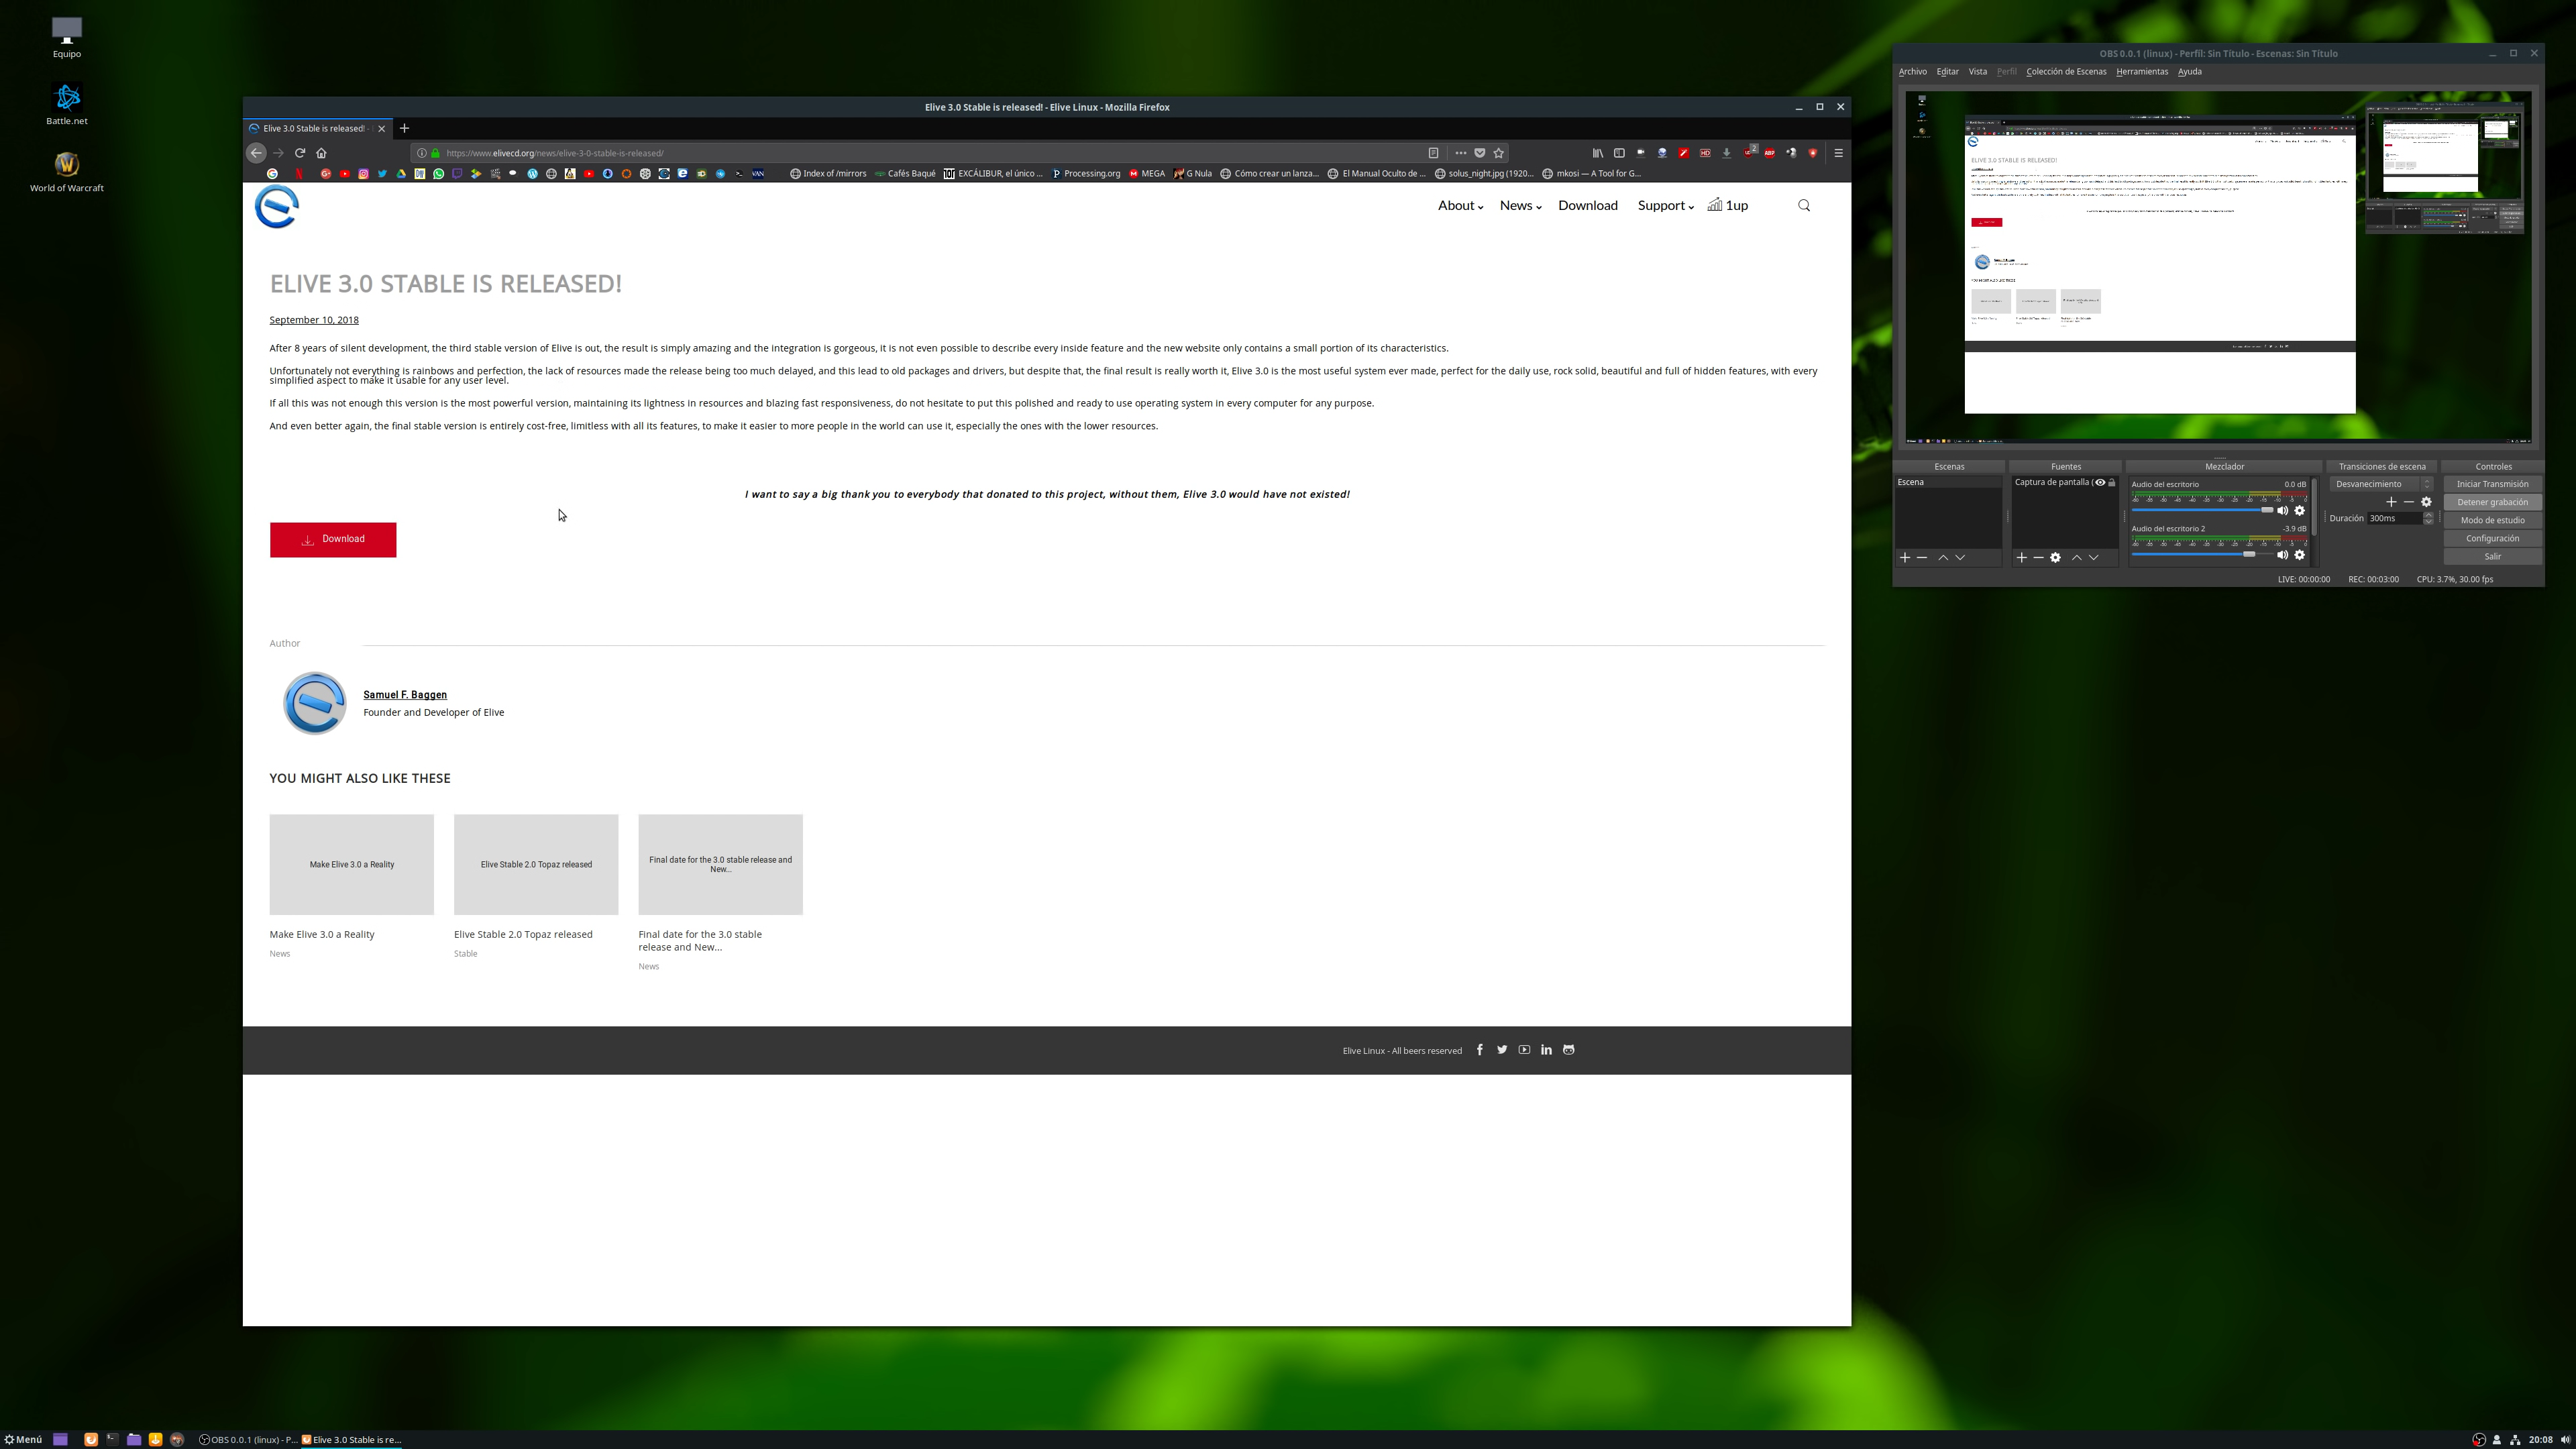 Equipo
Battle.net
World of Warcraft
Elive 3.0 Stable is released! - Elive Linux - Mozilla Firefox
Elive 3.0 Stable is released! -
https://www.elivecd.org/news/elive-3-0-stable-is-released/
Index of /mirrors
Cafés Baqué
EXCÁLIBUR, el único ...
Processing.org
MEGA
G Nula
Cómo crear un lanza...
El Manual Oculto de ...
solus_night.jpg (1920...
mkosi — A Tool for G...
About
News
Download
Support
1up
ELIVE 3.0 STABLE IS RELEASED!
September 10, 2018
After 8 years of silent development, the third stable version of Elive is out, the result is simply amazing and the integration is gorgeous, it is not even possible to describe every inside feature and the new website only contains a small portion of its characteristics.
Unfortunately not everything is rainbows and perfection, the lack of resources made the release being too much delayed, and this lead to old packages and drivers, but despite that, the final result is really worth it, Elive 3.0 is the most useful system ever made, perfect for the daily use, rock solid, beautiful and full of hidden features, with every
simplified aspect to make it usable for any user level.
If all this was not enough this version is the most powerful version, maintaining its lightness in resources and blazing fast responsiveness, do not hesitate to put this polished and ready to use operating system in every computer for any purpose.
And even better again, the final stable version is entirely cost-free, limitless with all its features, to make it easier to more people in the world can use it, especially the ones with the lower resources.
I want to say a big thank you to everybody that donated to this project, without them, Elive 3.0 would have not existed!
Download
Author
Samuel F. Baggen
Founder and Developer of Elive
YOU MIGHT ALSO LIKE THESE
Make Elive 3.0 a Reality
Elive Stable 2.0 Topaz released
Final date for the 3.0 stable release and
New...
Make Elive 3.0 a Reality
News
Elive Stable 2.0 Topaz released
Stable
Final date for the 3.0 stable
release and New...
News
Elive Linux - All beers reserved
OBS 0.0.1 (linux) - Perfil: Sin Título - Escenas: Sin Título
Archivo
Editar
Vista
Perfil
Colección de Escenas
Herramientas
Ayuda
ELIVE 3.0 STABLE IS RELEASED!
Escenas
Fuentes
Mezclador
Transiciones de escena
Controles
Escena
Captura de pantalla (
Audio del escritorio
0.0 dB
Audio del escritorio 2
-3.9 dB
Desvanecimiento
Duración
300ms
Iniciar Transmisión
Detener grabación
Modo de estudio
Configuración
Salir
LIVE: 00:00:00
REC: 00:03:00
CPU: 3.7%, 30.00 fps
Menú
OBS 0.0.1 (linux) - P...
Elive 3.0 Stable is re...
20:08